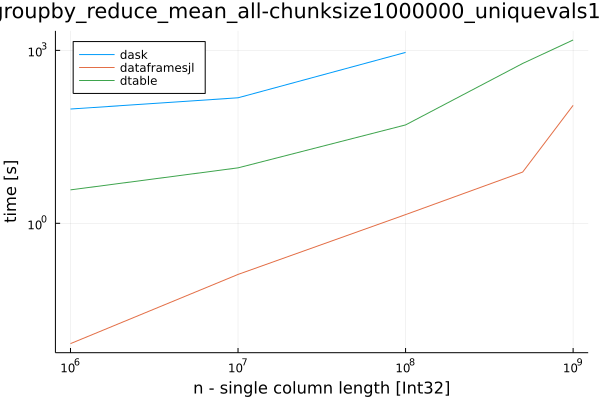 groupby_reduce_mean_all-chunksize1000000_uniquevals1
dask
dataframesjl
dtable
10³
10⁰
time [s]
10⁶ 10⁷ 10⁸ 10⁹
n - single column length [Int32]